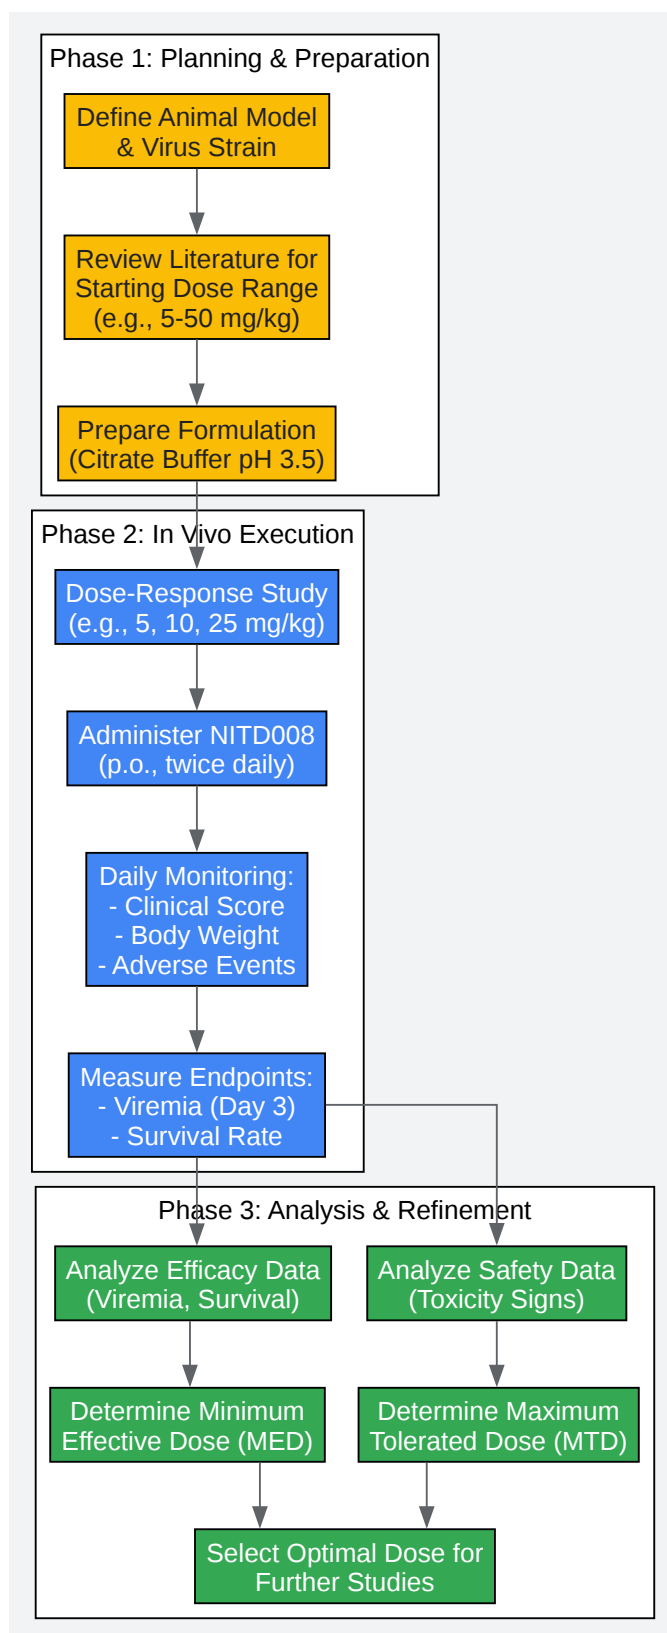 Phase 1: Planning & Preparation
Define Animal Model
& Virus Strain
Review Literature for
Starting Dose Range
(e.g., 5-50 mg/kg)
Prepare Formulation
(Citrate Buffer pH 3.5)
Phase 2: In Vivo Execution
Dose-Response Study
(e.g., 5, 10, 25 mg/kg)
Administer NITD008
(p.o., twice daily)
Daily Monitoring:
- Clinical Score
- Body Weight
- Adverse Events
Measure Endpoints:
- Viremia (Day 3)
- Survival Rate
Phase 3: Analysis & Refinement
Analyze Efficacy Data
(Viremia, Survival)
Analyze Safety Data
(Toxicity Signs)
Determine Minimum
Effective Dose (MED)
Determine Maximum
Tolerated Dose (MTD)
Select Optimal Dose for
Further Studies